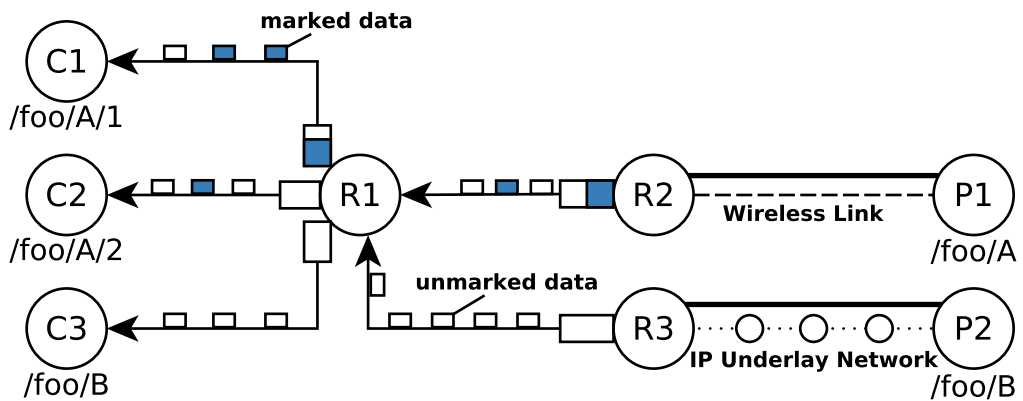 marked data
C1
/foo/A/1
C2
R1
R2
P1
Wireless Link
/foo/A/2
/foo/A
unmarked data
C3
R3
P2
IP Underlay Network
/foo/B
/foo/B